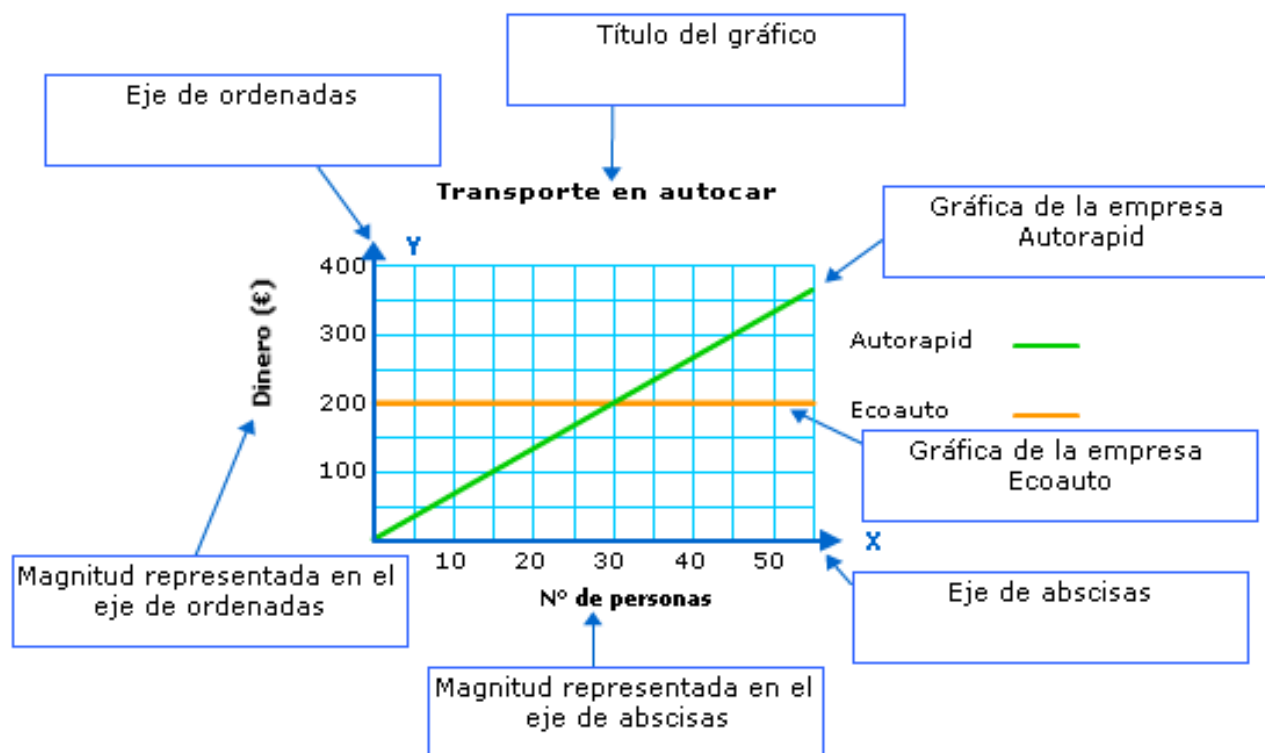 Título del gráfico
Eje de ordenadas
Transporte en autocar
Gráfica de la empresa
Autorapid
Y
400
300
200
100
Dinero (€)
Autorapid
Ecoauto
Gráfica de la empresa
Ecoauto
X
10 20 30 40 50
Nº de personas
Magnitud representada en el
eje de ordenadas
Eje de abscisas
Magnitud representada en el
eje de abscisas